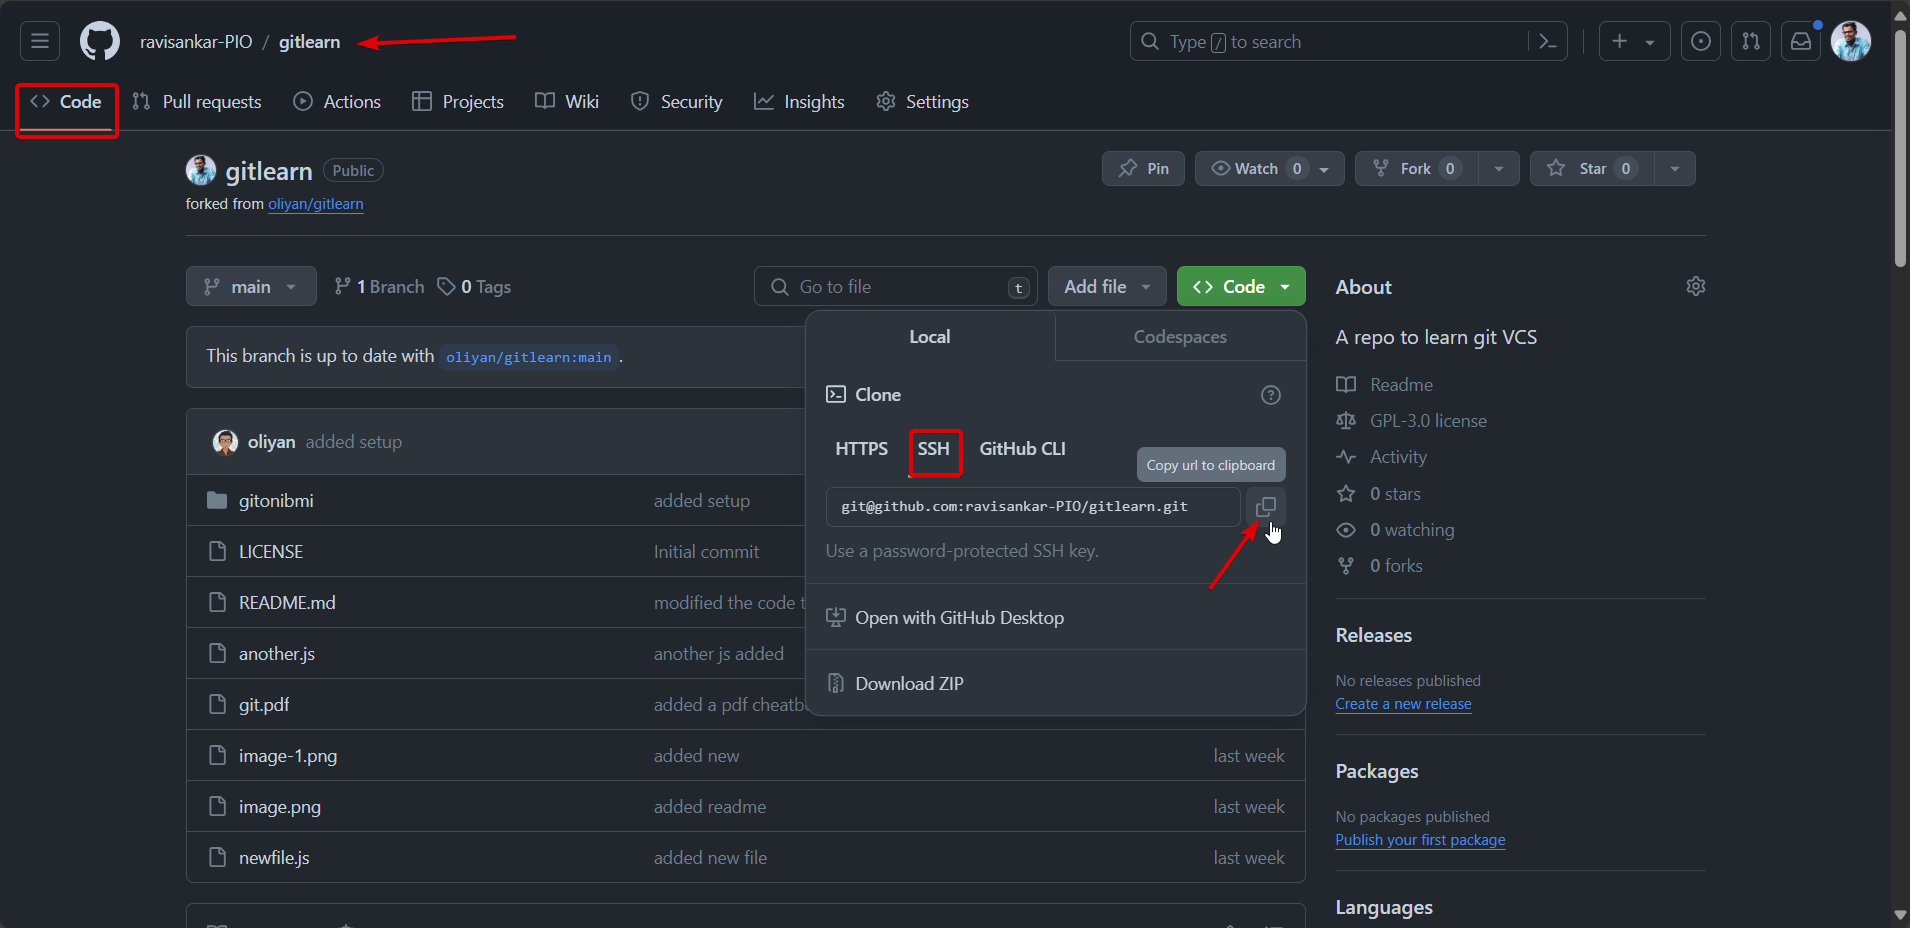 ravisankar-PIO / gitlearn
Type / to search
Code
Pull requests
Actions
Projects
Wiki
Security
Insights
Settings
gitlearn Public
Pin
Watch 0
Fork 0
Star 0
forked from oliyan/gitlearn
main
1 Branch
0 Tags
Go to file t
Add file
Code
This branch is up to date with oliyan/gitlearn:main .
oliyan added setup
gitonibmi added setup
LICENSE Initial commit
README.md modified the code t
another.js another js added
git.pdf added a pdf cheatb
image-1.png added new last week
image.png added readme last week
newfile.js added new file last week
Local
Codespaces
Clone
HTTPS
SSH
GitHub CLI
Copy url to clipboard
git@github.com:ravisankar-PIO/gitlearn.git
Use a password-protected SSH key.
Open with GitHub Desktop
Download ZIP
About
A repo to learn git VCS
Readme
GPL-3.0 license
Activity
0 stars
0 watching
0 forks
Releases
No releases published
Create a new release
Packages
No packages published
Publish your first package
Languages